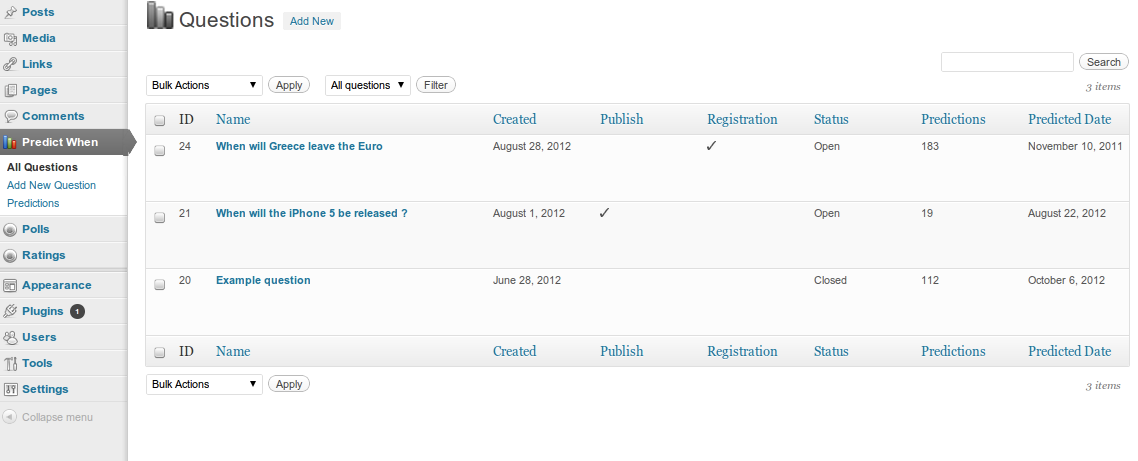 Posts
Media
Links
Pages
Comments
Predict When
All Questions
Add New Question
Predictions
Polls
Ratings
Appearance
Plugins 1
Users
Tools
Settings
Collapse menu
Questions Add New
Search
Bulk Actions Apply All questions Filter 3 items
ID Name Created Publish Registration Status Predictions Predicted Date
24 When will Greece leave the Euro August 28, 2012 ✓ Open 183 November 10, 2011
21 When will the iPhone 5 be released ? August 1, 2012 ✓ Open 19 August 22, 2012
20 Example question June 28, 2012 Closed 112 October 6, 2012
ID Name Created Publish Registration Status Predictions Predicted Date
Bulk Actions Apply 3 items